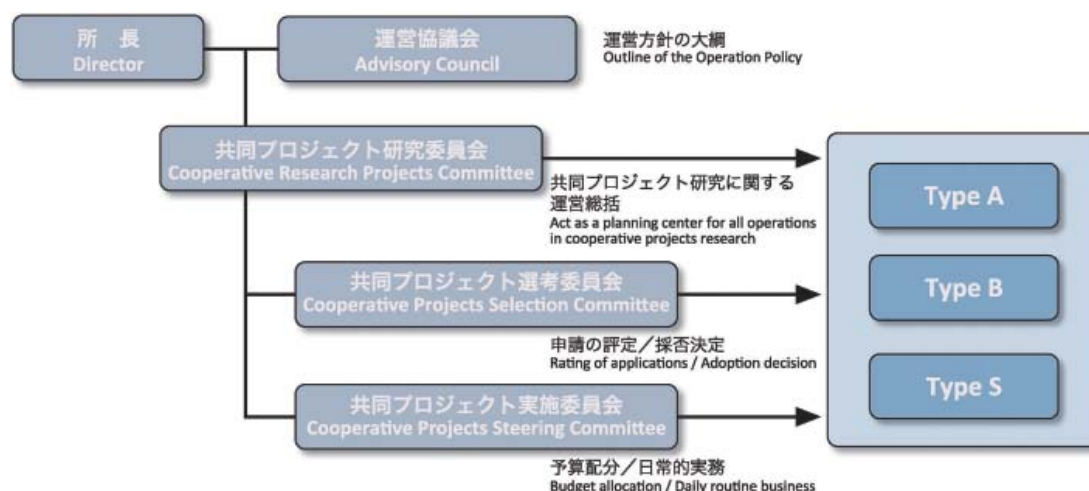 所　長
Director
運営協議会
Advisory Council
運営方針の大綱
Outline of the Operation Policy
共同プロジェクト研究委員会
Cooperative Research Projects Committee
共同プロジェクト研究に関する
運営総括
Act as a planning center for all operations
in cooperative projects research
Type A
共同プロジェクト選考委員会
Cooperative Projects Selection Committee
Type B
申請の評定／採否決定
Rating of applications / Adoption decision
共同プロジェクト実施委員会
Cooperative Projects Steering Committee
Type S
予算配分／日常的実務
Budget allocation / Daily routine business